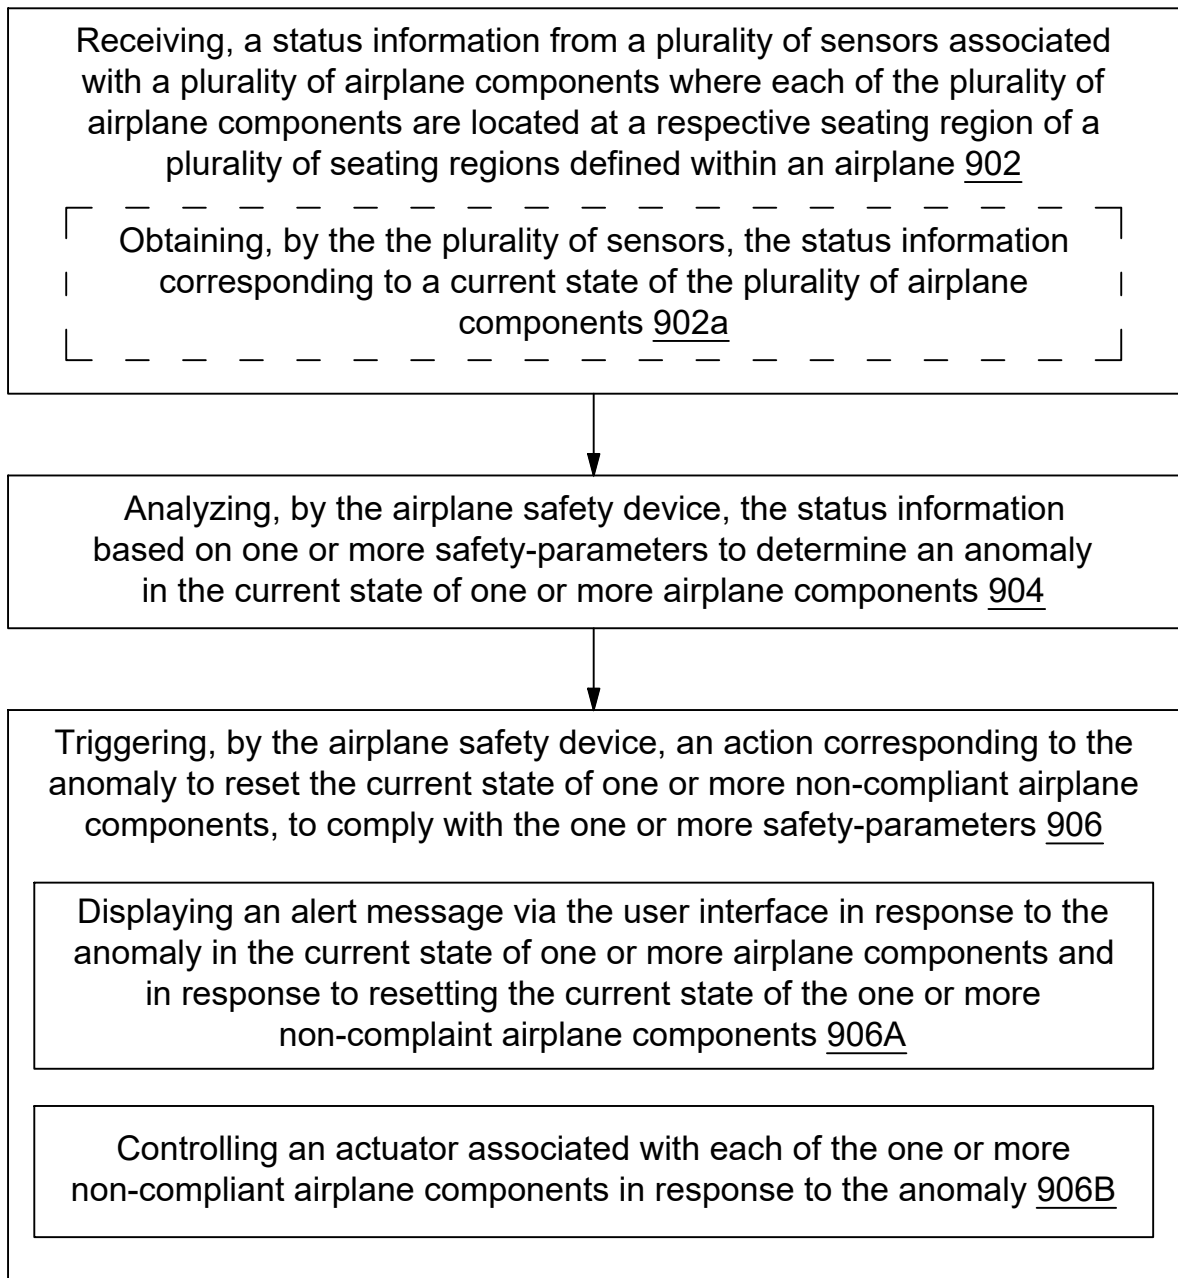 Receiving, a status information from a plurality of sensors associated
with a plurality of airplane components where each of the plurality of
airplane components are located at a respective seating region of a
plurality of seating regions defined within an airplane 902
Obtaining, by the the plurality of sensors, the status information
corresponding to a current state of the plurality of airplane
components 902a
Analyzing, by the airplane safety device, the status information
based on one or more safety-parameters to determine an anomaly
in the current state of one or more airplane components 904
Triggering, by the airplane safety device, an action corresponding to the
anomaly to reset the current state of one or more non-compliant airplane
components, to comply with the one or more safety-parameters 906
Displaying an alert message via the user interface in response to the
anomaly in the current state of one or more airplane components and
in response to resetting the current state of the one or more
non-complaint airplane components 906A
Controlling an actuator associated with each of the one or more
non-compliant airplane components in response to the anomaly 906B